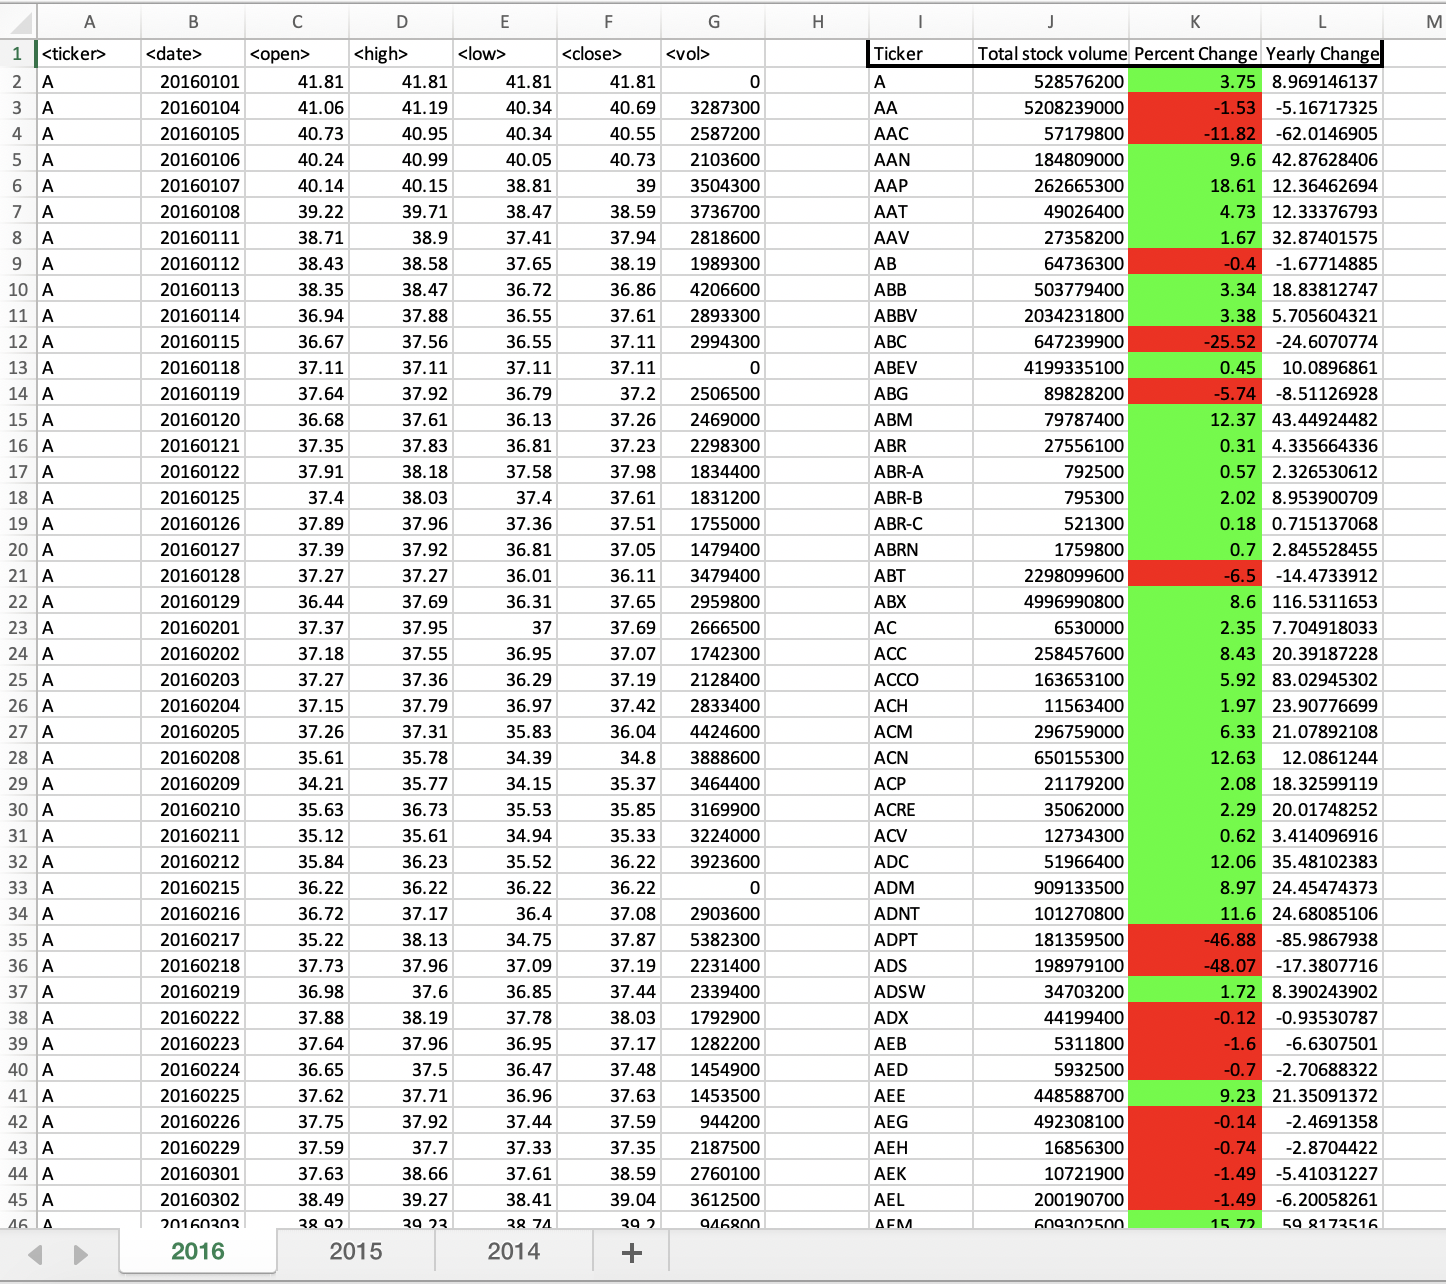 A B C D E F G H I J K L M
1 <ticker> <date> <open> <high> <low> <close> <vol> Ticker Total stock volume Percent Change Yearly Change
2 A 20160101 41.81 41.81 41.81 41.81 0 A 528576200 3.75 8.969146137
3 A 20160104 41.06 41.19 40.34 40.69 3287300 AA 5208239000 -1.53 -5.16717325
4 A 20160105 40.73 40.95 40.34 40.55 2587200 AAC 57179800 -11.82 -62.0146905
5 A 20160106 40.24 40.99 40.05 40.73 2103600 AAN 184809000 9.6 42.87628406
6 A 20160107 40.14 40.15 38.81 39 3504300 AAP 262665300 18.61 12.36462694
7 A 20160108 39.22 39.71 38.47 38.59 3736700 AAT 49026400 4.73 12.33376793
8 A 20160111 38.71 38.9 37.41 37.94 2818600 AAV 27358200 1.67 32.87401575
9 A 20160112 38.43 38.58 37.65 38.19 1989300 AB 64736300 -0.4 -1.67714885
10 A 20160113 38.35 38.47 36.72 36.86 4206600 ABB 503779400 3.34 18.83812747
11 A 20160114 36.94 37.88 36.55 37.61 2893300 ABBV 2034231800 3.38 5.705604321
12 A 20160115 36.67 37.56 36.55 37.11 2994300 ABC 647239900 -25.52 -24.6070774
13 A 20160118 37.11 37.11 37.11 37.11 0 ABEV 4199335100 0.45 10.0896861
14 A 20160119 37.64 37.92 36.79 37.2 2506500 ABG 89828200 -5.74 -8.51126928
15 A 20160120 36.68 37.61 36.13 37.26 2469000 ABM 79787400 12.37 43.44924482
16 A 20160121 37.35 37.83 36.81 37.23 2298300 ABR 27556100 0.31 4.335664336
17 A 20160122 37.91 38.18 37.58 37.98 1834400 ABR-A 792500 0.57 2.326530612
18 A 20160125 37.4 38.03 37.4 37.61 1831200 ABR-B 795300 2.02 8.953900709
19 A 20160126 37.89 37.96 37.36 37.51 1755000 ABR-C 521300 0.18 0.715137068
20 A 20160127 37.39 37.92 36.81 37.05 1479400 ABRN 1759800 0.7 2.845528455
21 A 20160128 37.27 37.27 36.01 36.11 3479400 ABT 2298099600 -6.5 -14.4733912
22 A 20160129 36.44 37.69 36.31 37.65 2959800 ABX 4996990800 8.6 116.5311653
23 A 20160201 37.37 37.95 37 37.69 2666500 AC 6530000 2.35 7.704918033
24 A 20160202 37.18 37.55 36.95 37.07 1742300 ACC 258457600 8.43 20.39187228
25 A 20160203 37.27 37.36 36.29 37.19 2128400 ACCO 163653100 5.92 83.02945302
26 A 20160204 37.15 37.79 36.97 37.42 2833400 ACH 11563400 1.97 23.90776699
27 A 20160205 37.26 37.31 35.83 36.04 4424600 ACM 296759000 6.33 21.07892108
28 A 20160208 35.61 35.78 34.39 34.8 3888600 ACN 650155300 12.63 12.0861244
29 A 20160209 34.21 35.77 34.15 35.37 3464400 ACP 21179200 2.08 18.32599119
30 A 20160210 35.63 36.73 35.53 35.85 3169900 ACRE 35062000 2.29 20.01748252
31 A 20160211 35.12 35.61 34.94 35.33 3224000 ACV 12734300 0.62 3.414096916
32 A 20160212 35.84 36.23 35.52 36.22 3923600 ADC 51966400 12.06 35.48102383
33 A 20160215 36.22 36.22 36.22 36.22 0 ADM 909133500 8.97 24.45474373
34 A 20160216 36.72 37.17 36.4 37.08 2903600 ADNT 101270800 11.6 24.68085106
35 A 20160217 35.22 38.13 34.75 37.87 5382300 ADPT 181359500 -46.88 -85.9867938
36 A 20160218 37.73 37.96 37.09 37.19 2231400 ADS 198979100 -48.07 -17.3807716
37 A 20160219 36.98 37.6 36.85 37.44 2339400 ADSW 34703200 1.72 8.390243902
38 A 20160222 37.88 38.19 37.78 38.03 1792900 ADX 44199400 -0.12 -0.93530787
39 A 20160223 37.64 37.96 36.95 37.17 1282200 AEB 5311800 -1.6 -6.6307501
40 A 20160224 36.65 37.5 36.47 37.48 1454900 AED 5932500 -0.7 -2.70688322
41 A 20160225 37.62 37.71 36.96 37.63 1453500 AEE 448588700 9.23 21.35091372
42 A 20160226 37.75 37.92 37.44 37.59 944200 AEG 492308100 -0.14 -2.4691358
43 A 20160229 37.59 37.7 37.33 37.35 2187500 AEH 16856300 -0.74 -2.8704422
44 A 20160301 37.63 38.66 37.61 38.59 2760100 AEK 10721900 -1.49 -5.41031227
45 A 20160302 38.49 39.27 38.41 39.04 3612500 AEL 200190700 -1.49 -6.20058261
46 A 20160303 38.92 39.23 38.74 39.2 946800 AEM 609302500 15.72 59.8173516
2016 2015 2014